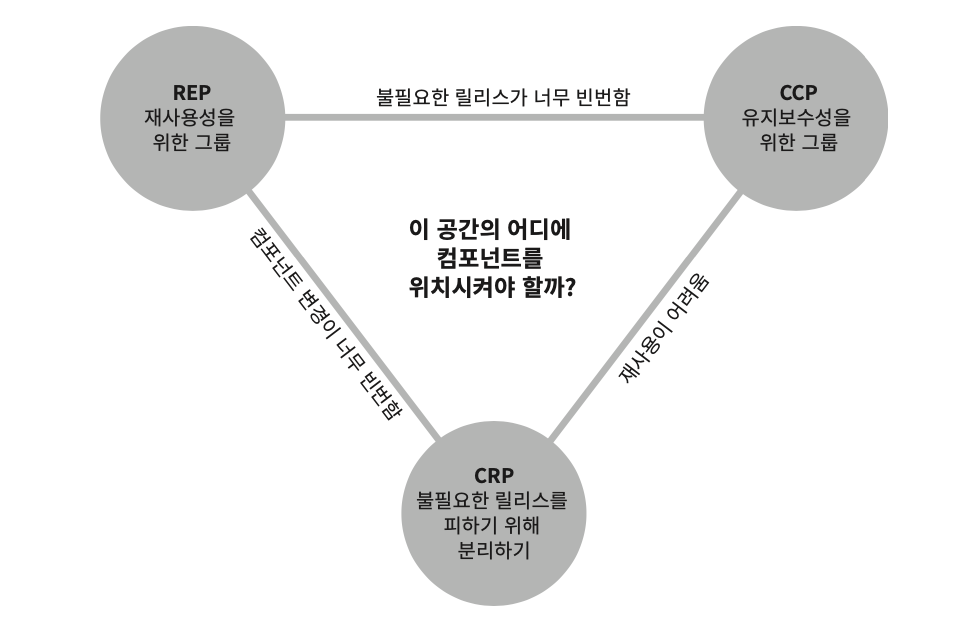 REP
재사용성을
위한 그룹
불필요한 릴리스가 너무 빈번함
CCP
유지보수성을
위한 그룹
이 공간의 어디에
컴포넌트를
위치시켜야 할까?
컴포넌트 변경이 너무 빈번함
재사용이 어려움
CRP
불필요한 릴리스를
피하기 위해
분리하기